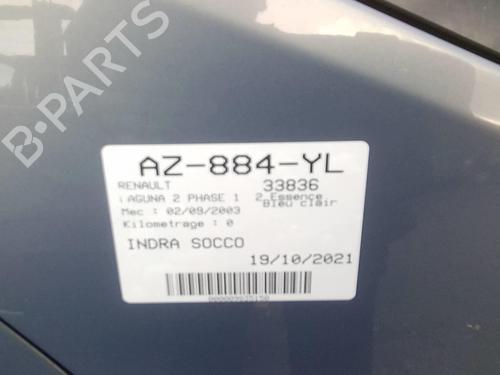 AZ-884-YL
RENAULT 33836
LAGUNA 2 PHASE 1 2 Essence
Mec : 02/09/2003 Bleu clair
Kilometrage : 0
INDRA SOCCO
19/10/2021
B-PARTS